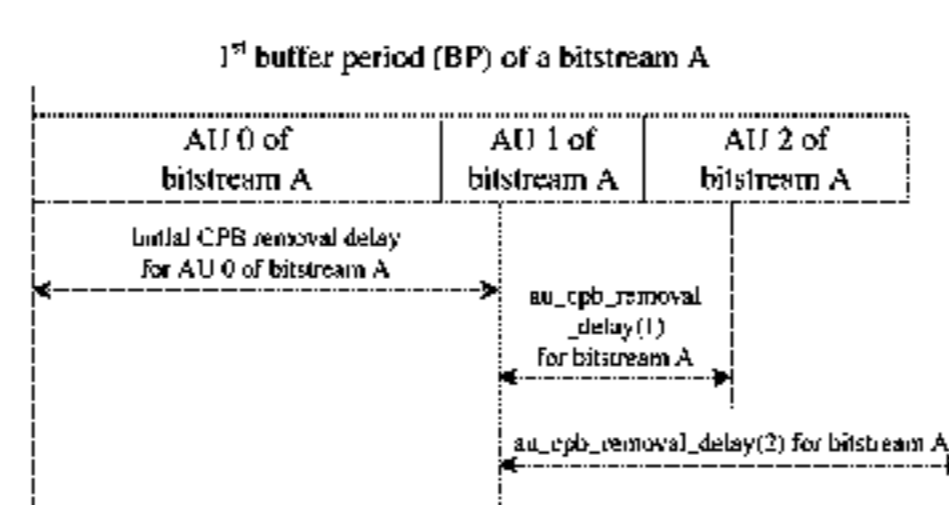 1st buffer period (BP) of a bitstream A
AU 0 of
bitstream A
AU 1 of
bitstream A
AU 2 of
bitstream A
Initial CPB removal delay
for AU 0 of bitstream A
au_cpb_removal
_delay(1)
for bitstream A
au_cpb_removal_delay(2) for bitstream A